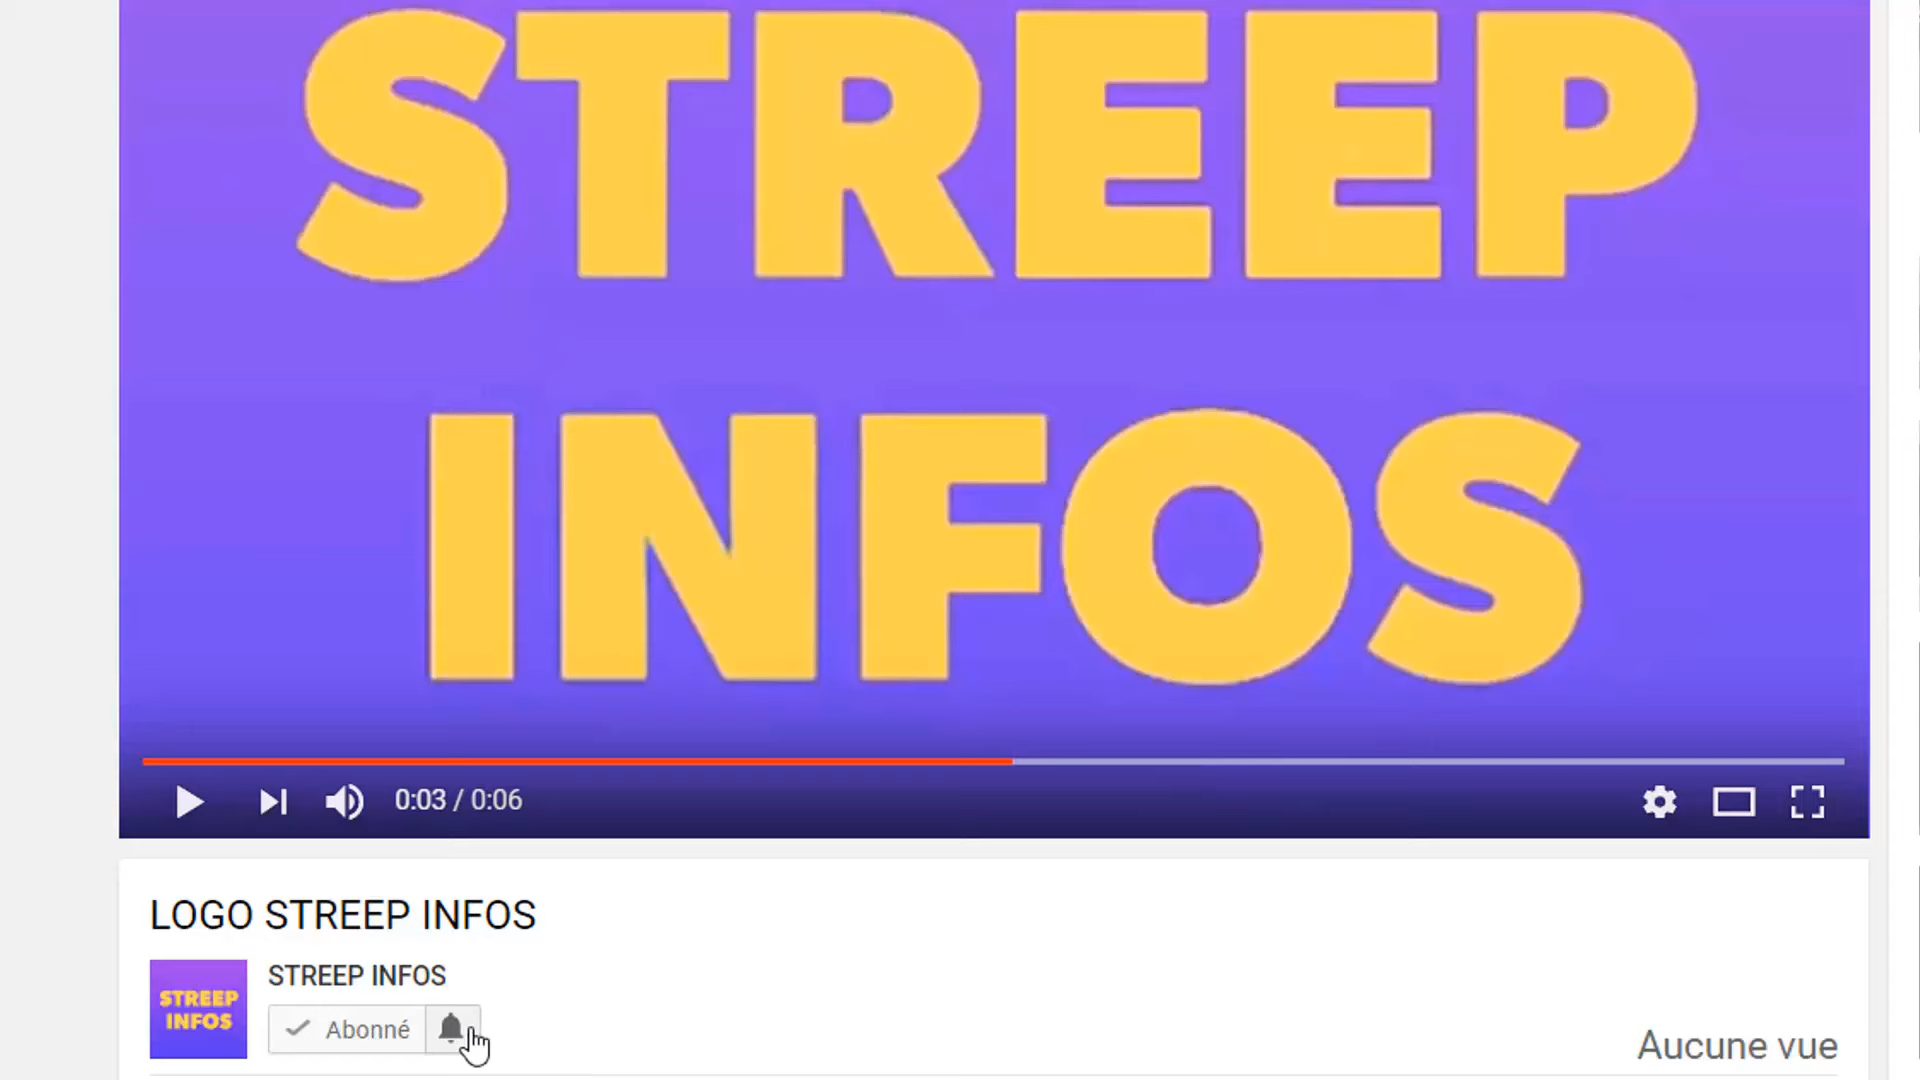 STREEP
INFOS
0:03 / 0:06
LOGO STREEP INFOS
STREEP INFOS
STREEP
INFOS
Abonné
Aucune vue